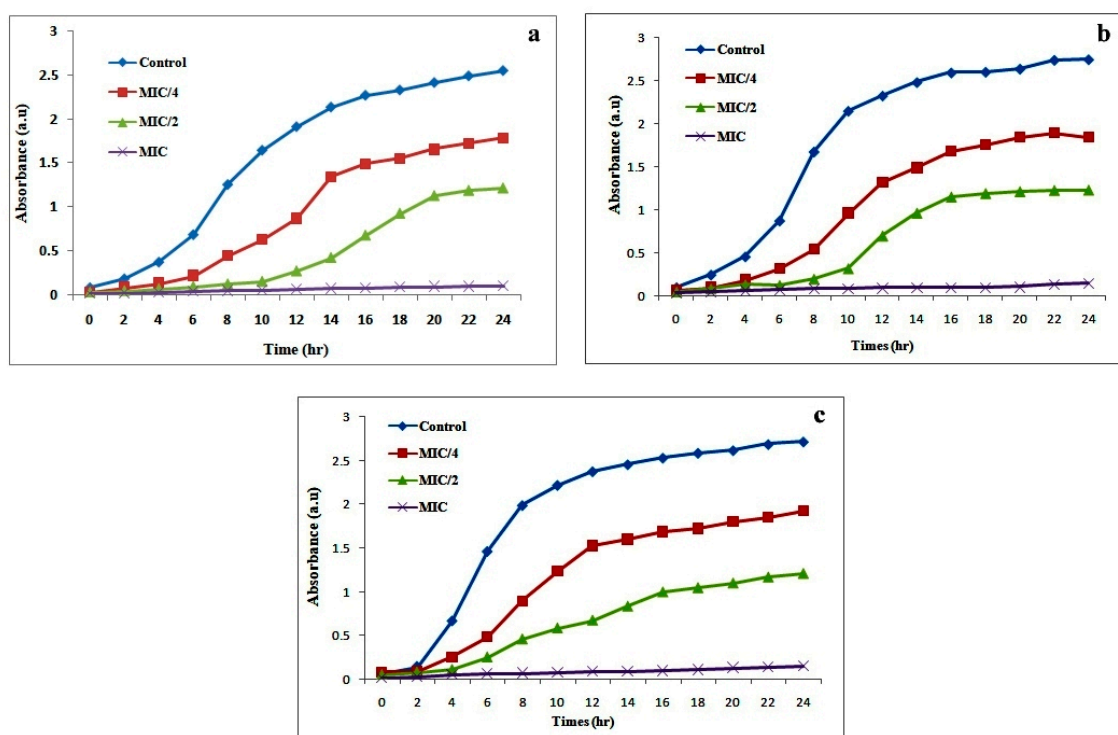 a
Control
MIC/4
MIC/2
MIC
Absorbance (a.u)
3
2.5
2
1.5
1
0.5
0
0 2 4 6 8 10 12 14 16 18 20 22 24
Time (hr)
b
Control
MIC/4
MIC/2
MIC
Absorbance (a.u)
3
2.5
2
1.5
1
0.5
0
0 2 4 6 8 10 12 14 16 18 20 22 24
Times (hr)
c
Control
MIC/4
MIC/2
MIC
Absorbance (a.u)
3
2.5
2
1.5
1
0.5
0
0 2 4 6 8 10 12 14 16 18 20 22 24
Times (hr)